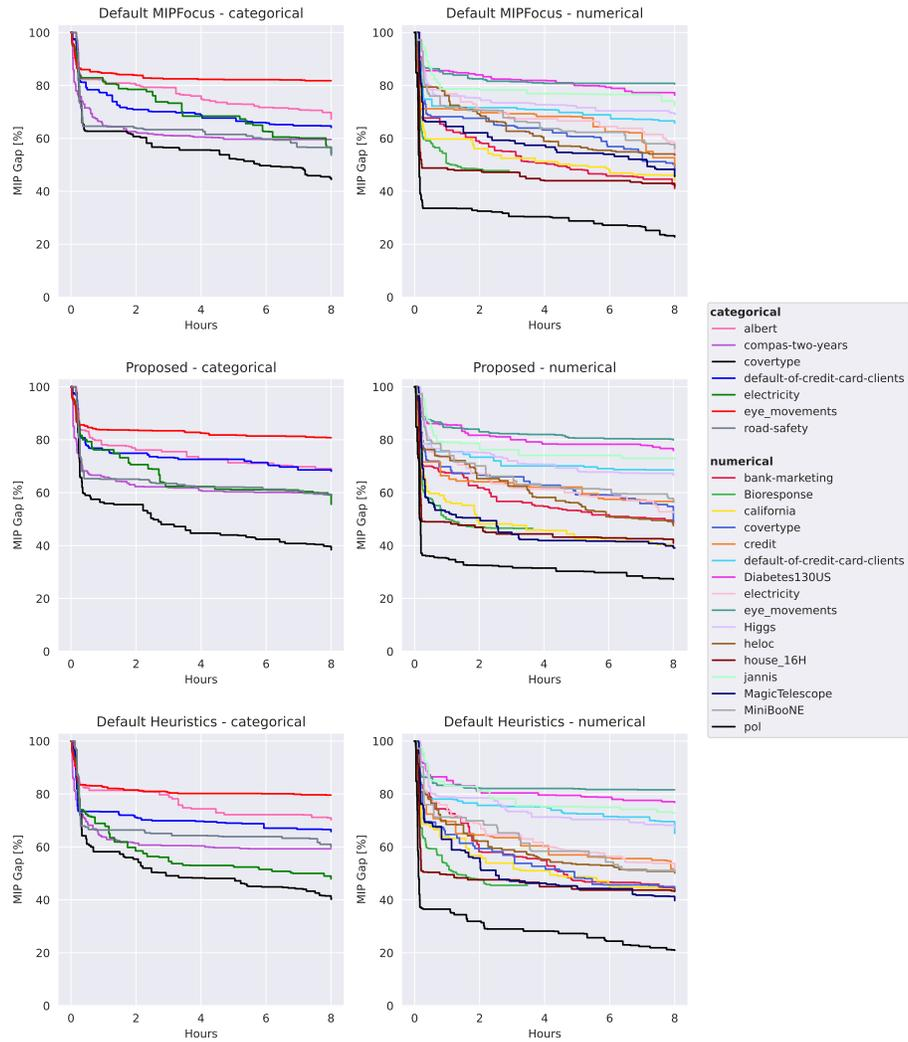 Default MIPFocus - categorical
100
80
60
40
20
0
MIP Gap [%]
0 2 4 6 8
Hours
Default MIPFocus - numerical
100
80
60
40
20
0
MIP Gap [%]
0 2 4 6 8
Hours
Proposed - categorical
100
80
60
40
20
0
MIP Gap [%]
0 2 4 6 8
Hours
Proposed - numerical
100
80
60
40
20
0
MIP Gap [%]
0 2 4 6 8
Hours
Default Heuristics - categorical
100
80
60
40
20
0
MIP Gap [%]
0 2 4 6 8
Hours
Default Heuristics - numerical
100
80
60
40
20
0
MIP Gap [%]
0 2 4 6 8
Hours
categorical
albert
compas-two-years
covertype
default-of-credit-card-clients
electricity
eye_movements
road-safety
numerical
bank-marketing
Bioresponse
california
covertype
credit
default-of-credit-card-clients
Diabetes130US
electricity
eye_movements
Higgs
heloc
house_16H
jannis
MagicTelescope
MiniBooNE
pol